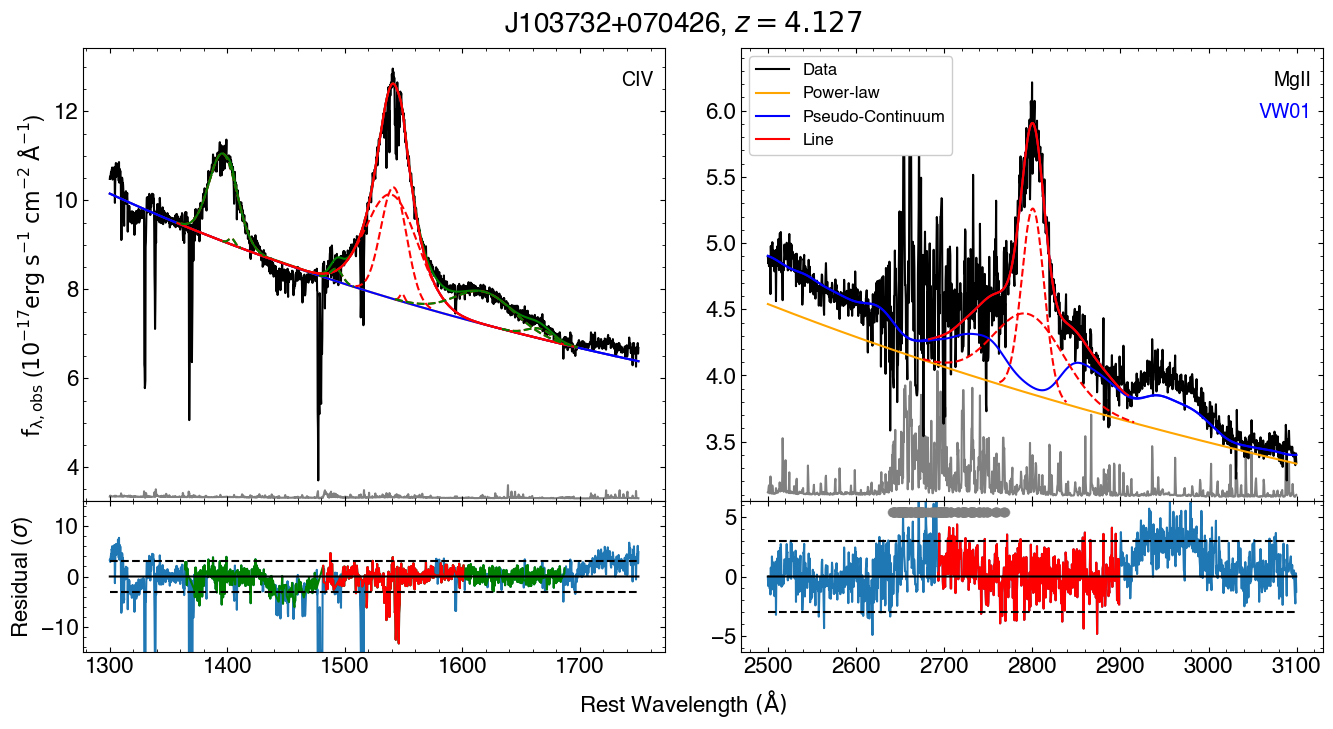 J103732+070426, z = 4.127
CIV
12
10
8
6
4
f_λ,obs (10⁻¹⁷erg s⁻¹ cm⁻² Å⁻¹)
Data
Power-law
Pseudo-Continuum
Line
MgII
VW01
6.0
5.5
5.0
4.5
4.0
3.5
Residual (σ)
10
0
−10
1300 1400 1500 1600 1700
5
0
−5
2500 2600 2700 2800 2900 3000 3100
Rest Wavelength (Å)